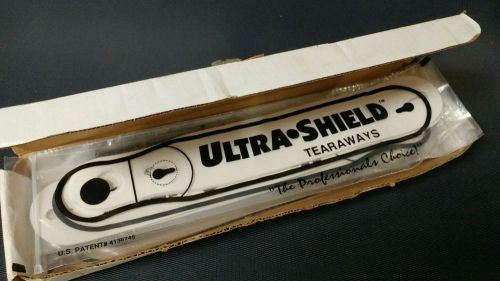 ULTRA•SHIELD™
TEARAWAYS
"The Professionals Choice!"
U.S. PATENT# 4138746